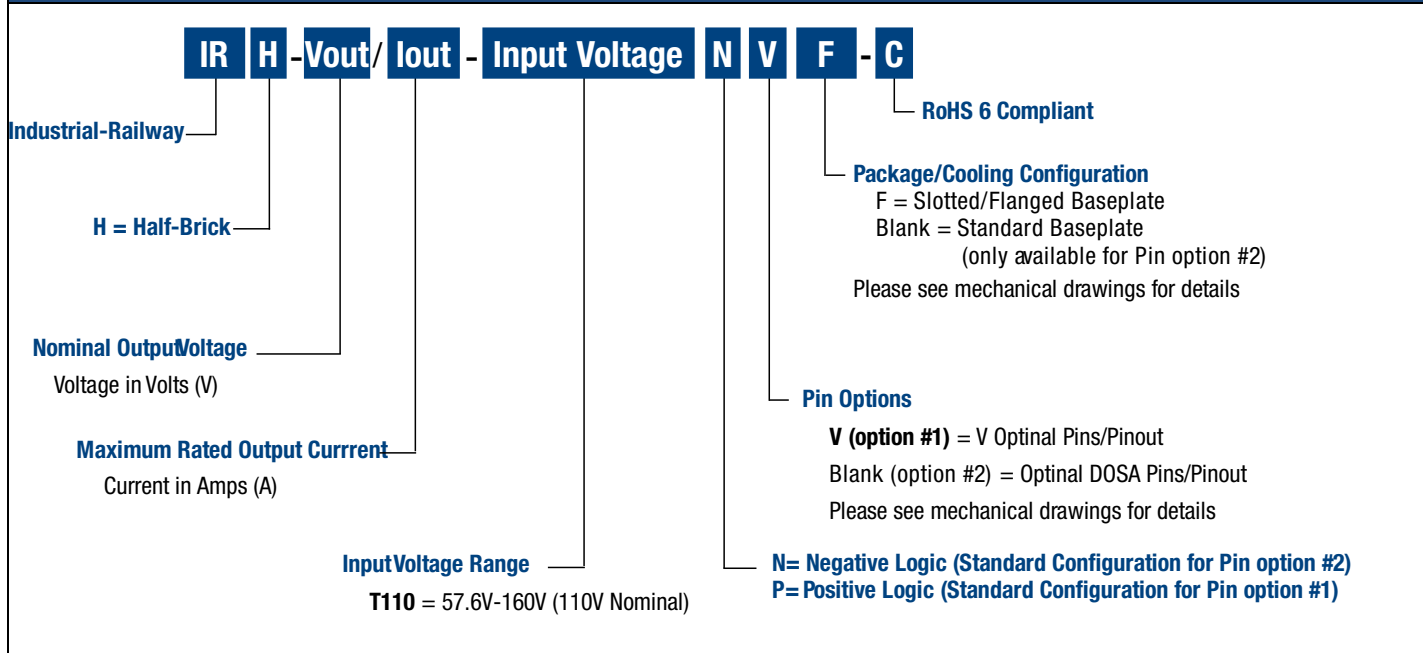 IR H -Vout/ Iout - Input Voltage N V F - C
RoHS 6 Compliant
Industrial-Railway
Package/Cooling Configuration
F = Slotted/Flanged Baseplate
Blank = Standard Baseplate
(only available for Pin option #2)
Please see mechanical drawings for details
H = Half-Brick
Nominal OutputVoltage
Voltage in Volts (V)
Pin Options
V (option #1) = V Optinal Pins/Pinout
Blank (option #2) = Optinal DOSA Pins/Pinout
Please see mechanical drawings for details
Maximum Rated Output Currrent
Current in Amps (A)
InputVoltage Range
T110 = 57.6V-160V (110V Nominal)
N= Negative Logic (Standard Configuration for Pin option #2)
P= Positive Logic (Standard Configuration for Pin option #1)